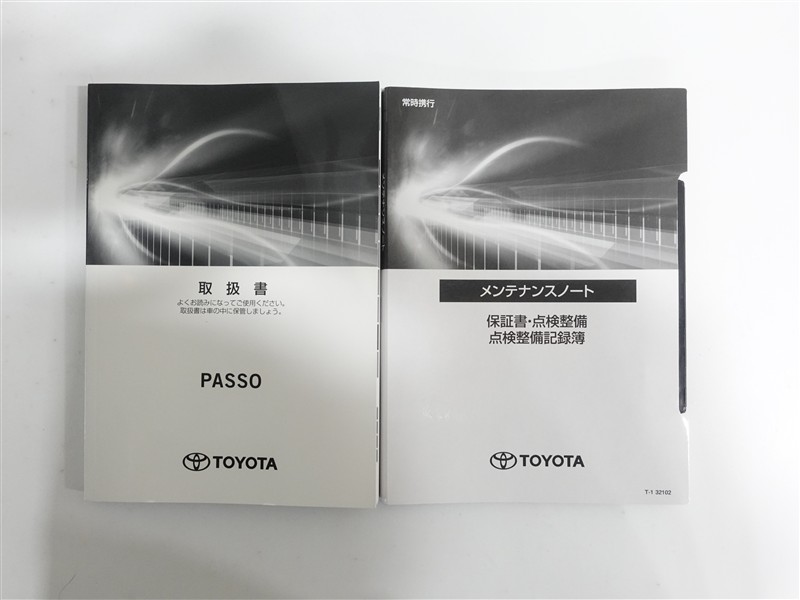 取扱書
よくお読みになってご使用ください。
取扱書は車の中に保管しましょう。
PASSO
TOYOTA
常時携行
メンテナンスノート
保証書・点検整備
点検整備記録簿
TOYOTA
T-1 32102